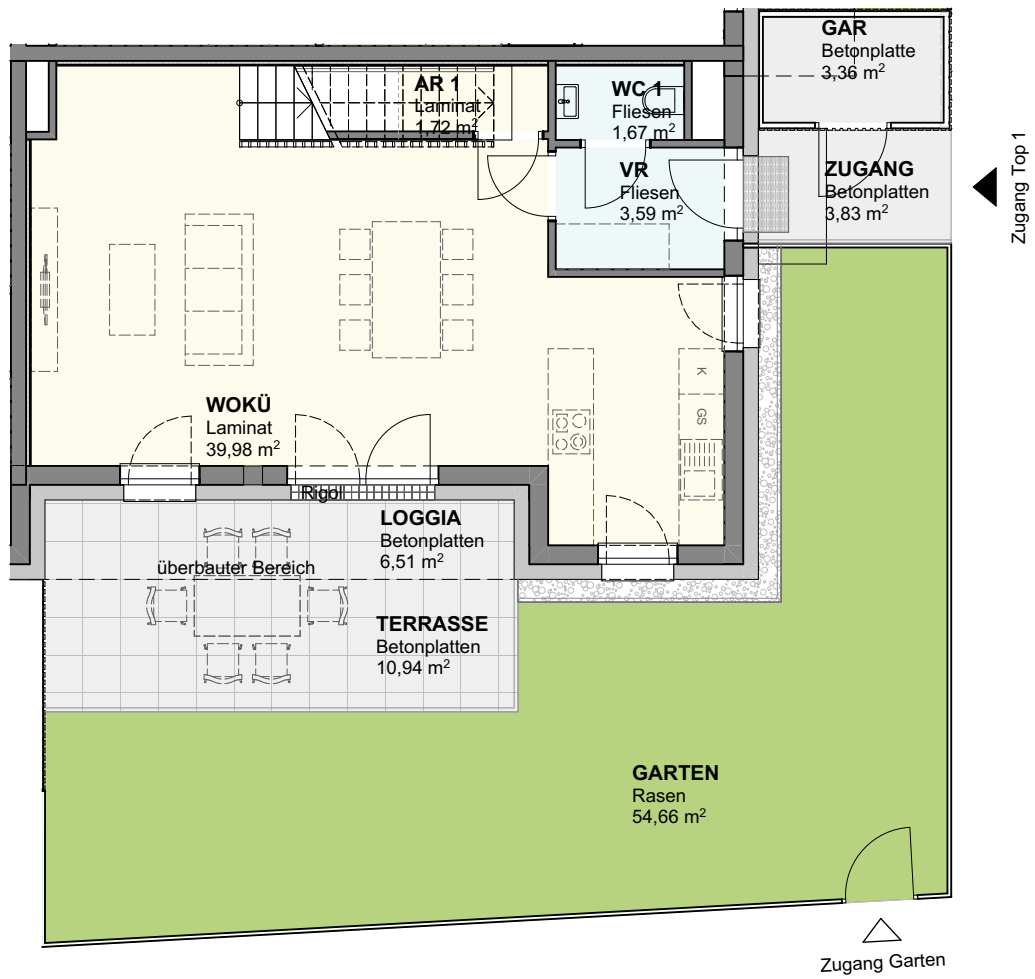 GAR
Betonplatte
3,36 m²
AR 1
Laminat
1,72 m²
WC 1
Fliesen
1,67 m²
VR
Fliesen
3,59 m²
ZUGANG
Betonplatten
3,83 m²
Zugang Top 1
K
GS
WOKÜ
Laminat
39,98 m²
Rigol
LOGGIA
Betonplatten
6,51 m²
überbauter Bereich
TERRASSE
Betonplatten
10,94 m²
GARTEN
Rasen
54,66 m²
Zugang Garten